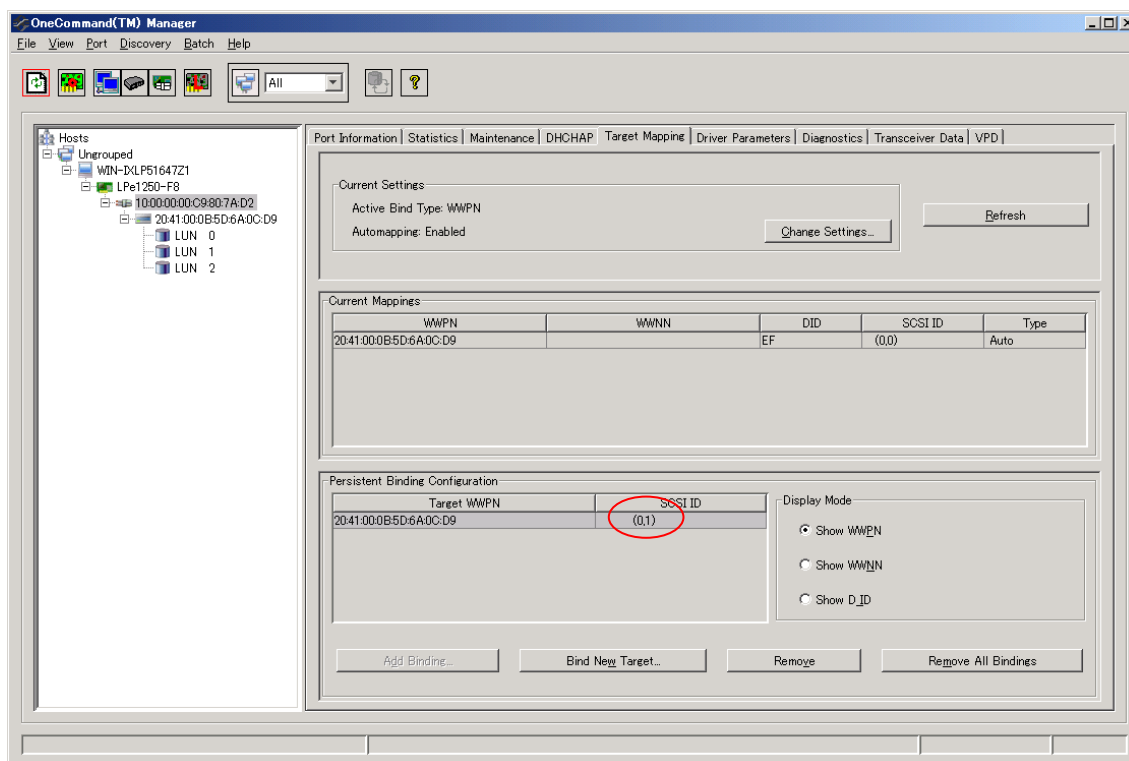 OneCommand(TM) Manager
File View Port Discovery Batch Help
All
Hosts
Ungrouped
WIN-IXLP51647Z1
LPe1250-F8
10:00:00:00:C9:80:7A:D2
20:41:00:0B:5D:6A:0C:D9
LUN 0
LUN 1
LUN 2
Port Information Statistics Maintenance DHCHAP Target Mapping Driver Parameters Diagnostics Transceiver Data VPD
Current Settings
Active Bind Type: WWPN
Automapping: Enabled
Change Settings...
Refresh
Current Mappings
WWPN WWNN DID SCSI ID Type
20:41:00:0B:5D:6A:0C:D9 EF (0,0) Auto
Persistent Binding Configuration
Target WWPN SCSI ID
20:41:00:0B:5D:6A:0C:D9 (0,1)
Display Mode
Show WWPN
Show WWNN
Show D_ID
Add Binding... Bind New Target... Remove Remove All Bindings